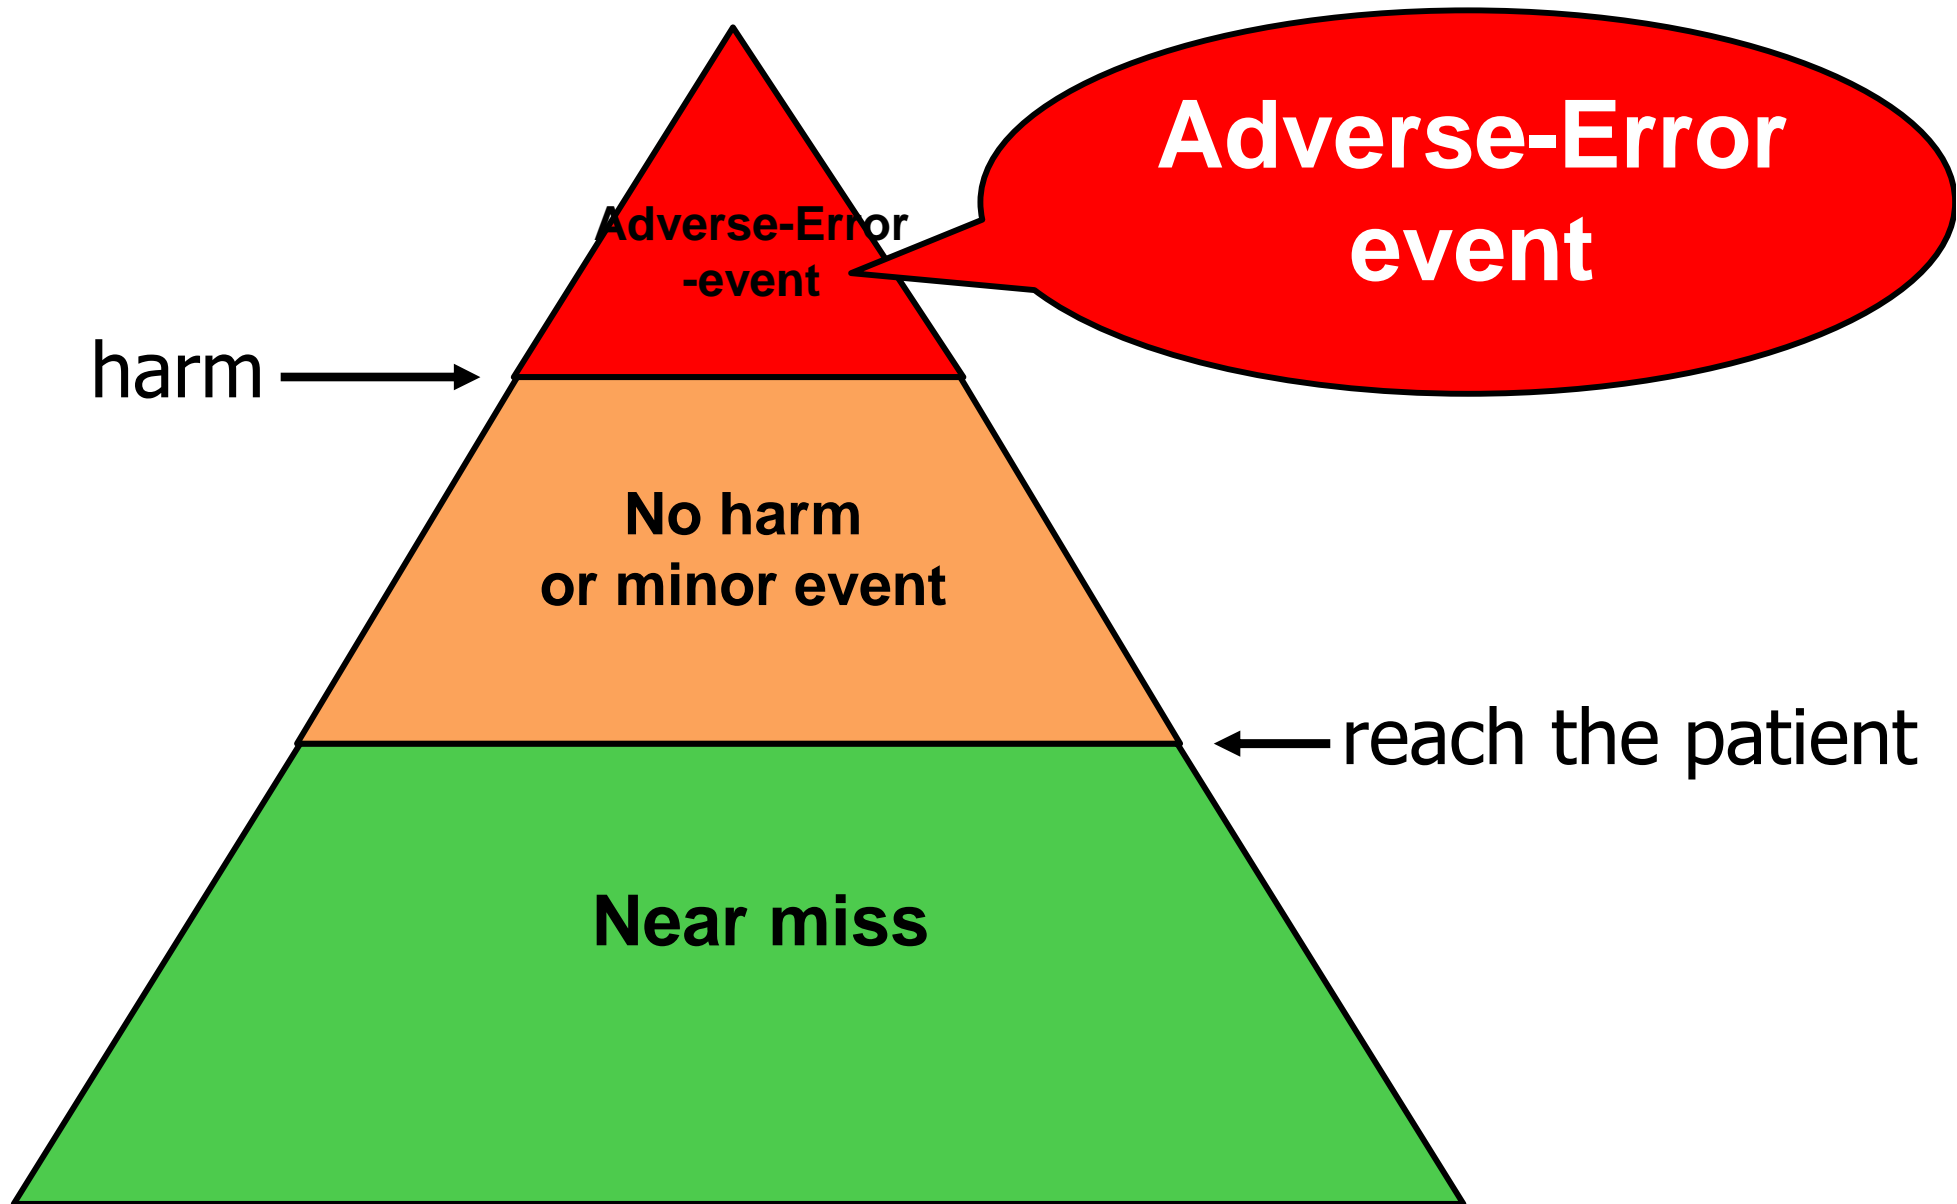 Adverse-Error
event
Adverse-Error
-event
harm
No harm
or minor event
reach the patient
Near miss